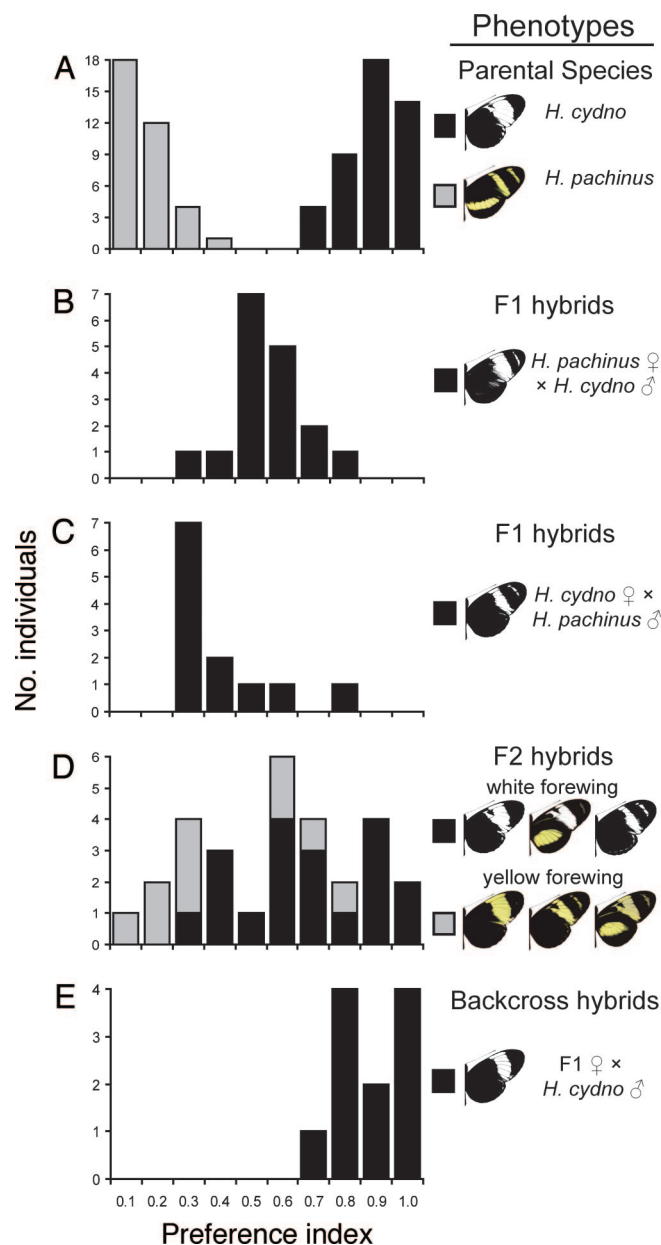 Phenotypes
A
Parental Species
18
15
12
9
6
3
0
H. cydno
H. pachinus
B
F1 hybrids
7
6
5
4
3
2
1
0
H. pachinus ♀
× H. cydno ♂
No. individuals
C
F1 hybrids
7
6
5
4
3
2
1
0
H. cydno ♀ ×
H. pachinus ♂
D
F2 hybrids
6
5
4
3
2
1
0
white forewing
yellow forewing
E
Backcross hybrids
4
3
2
1
0
F1 ♀ ×
H. cydno ♂
0.1 0.2 0.3 0.4 0.5 0.6 0.7 0.8 0.9 1.0
Preference index